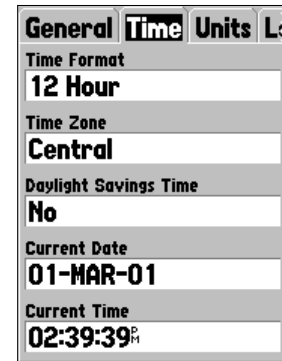 General Time Units
Time Format
12 Hour
Time Zone
Central
Daylight Savings Time
No
Current Date
01-MAR-01
Current Time
02:39:39PM